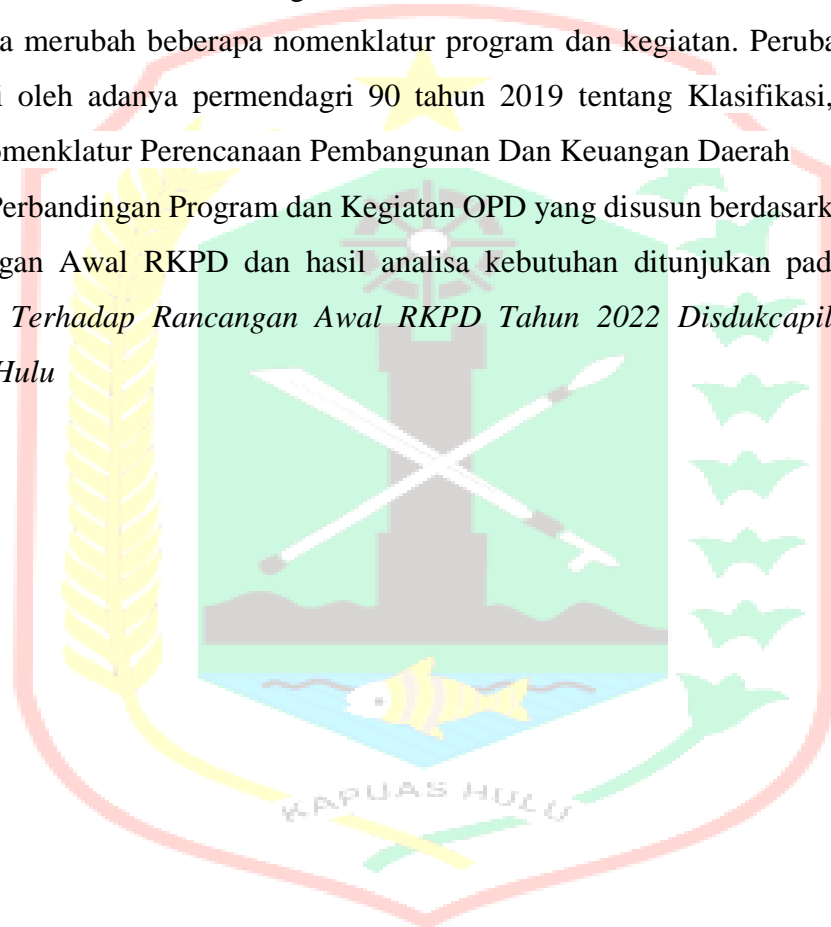 a merubah beberapa nomenklatur program dan kegiatan. Peruba
i oleh adanya permendagri 90 tahun 2019 tentang Klasifikasi,
omenklatur Perencanaan Pembangunan Dan Keuangan Daerah
Perbandingan Program dan Kegiatan OPD yang disusun berdasark
gan Awal RKPD dan hasil analisa kebutuhan ditunjukan pad
Terhadap Rancangan Awal RKPD Tahun 2022 Disdukcapil
Hulu
KAPUAS HULU